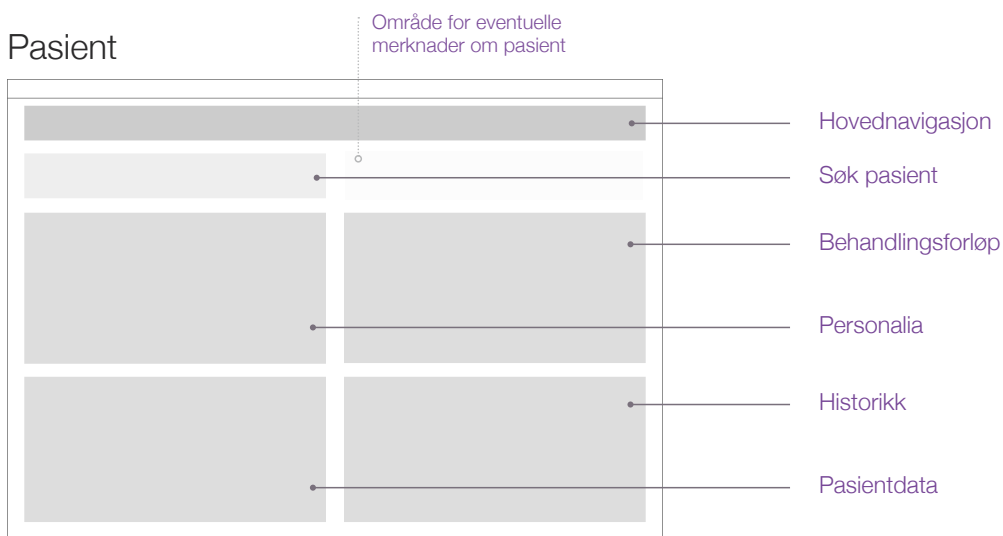 Område for eventuelle
merknader om pasient
Pasient
Hovednavigasjon
Søk pasient
Behandlingsforløp
Personalia
Historikk
Pasientdata